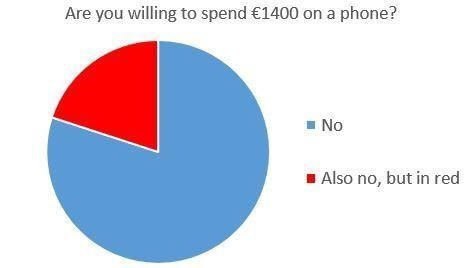 Are you willing to spend €1400 on a phone?
No
Also no, but in red